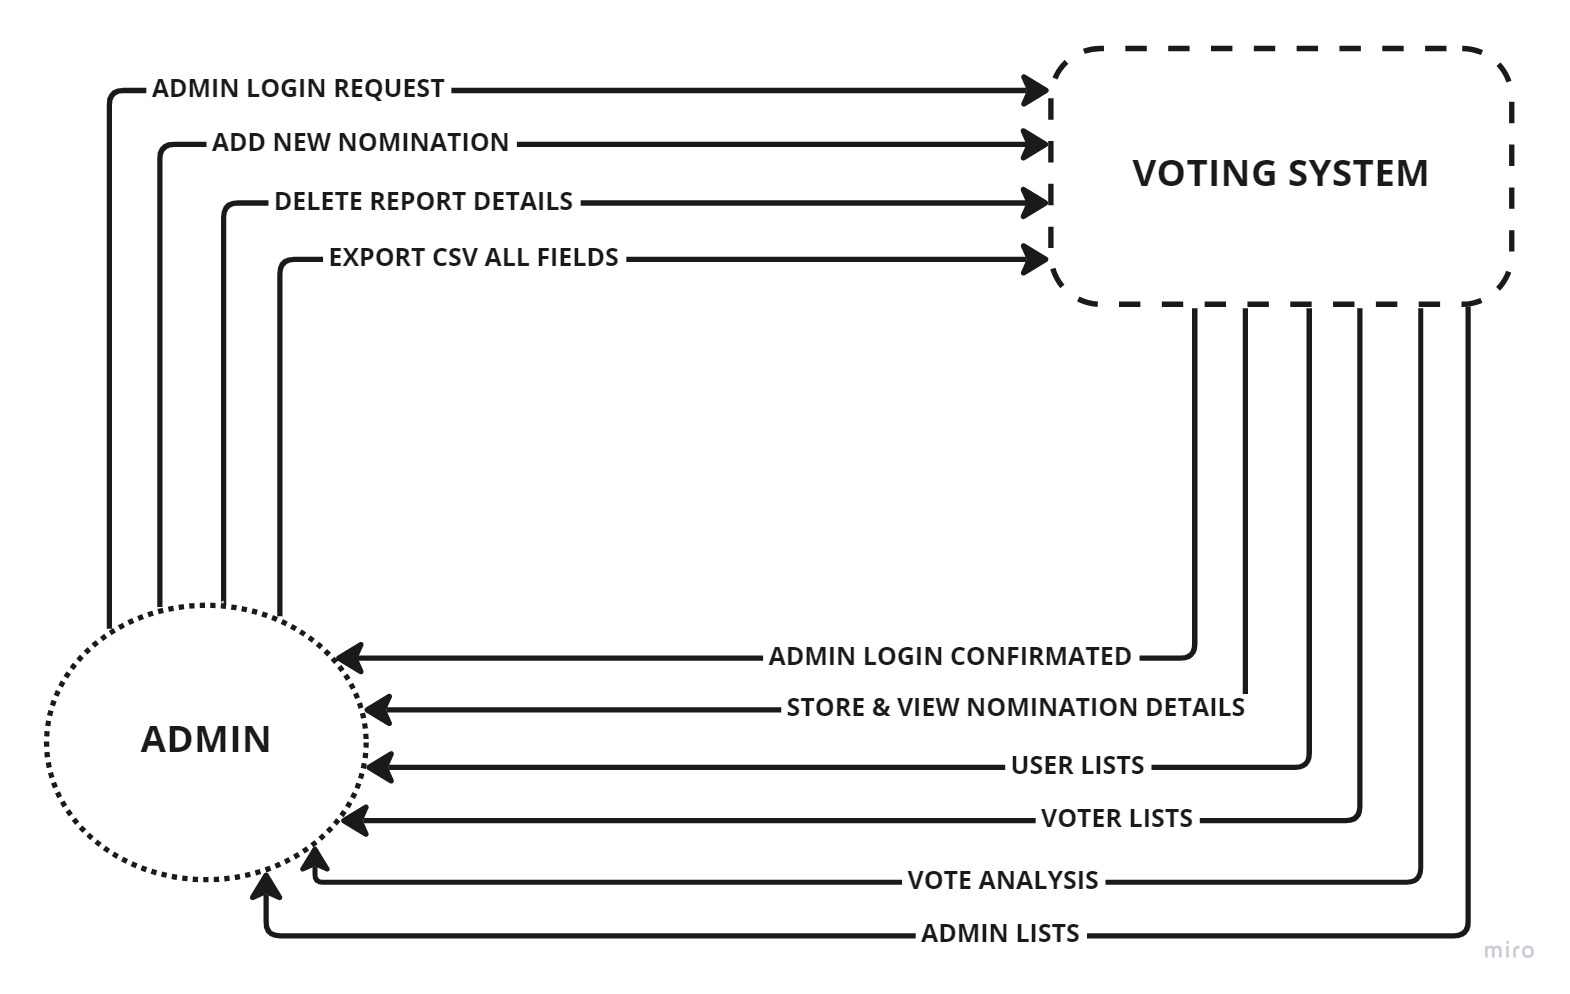 ADMIN LOGIN REQUEST
ADD NEW NOMINATION
VOTING SYSTEM
DELETE REPORT DETAILS
EXPORT CSV ALL FIELDS
ADMIN LOGIN CONFIRMATED
STORE & VIEW NOMINATION DETAILS
ADMIN
USER LISTS
VOTER LISTS
VOTE ANALYSIS
ADMIN LISTS
miro